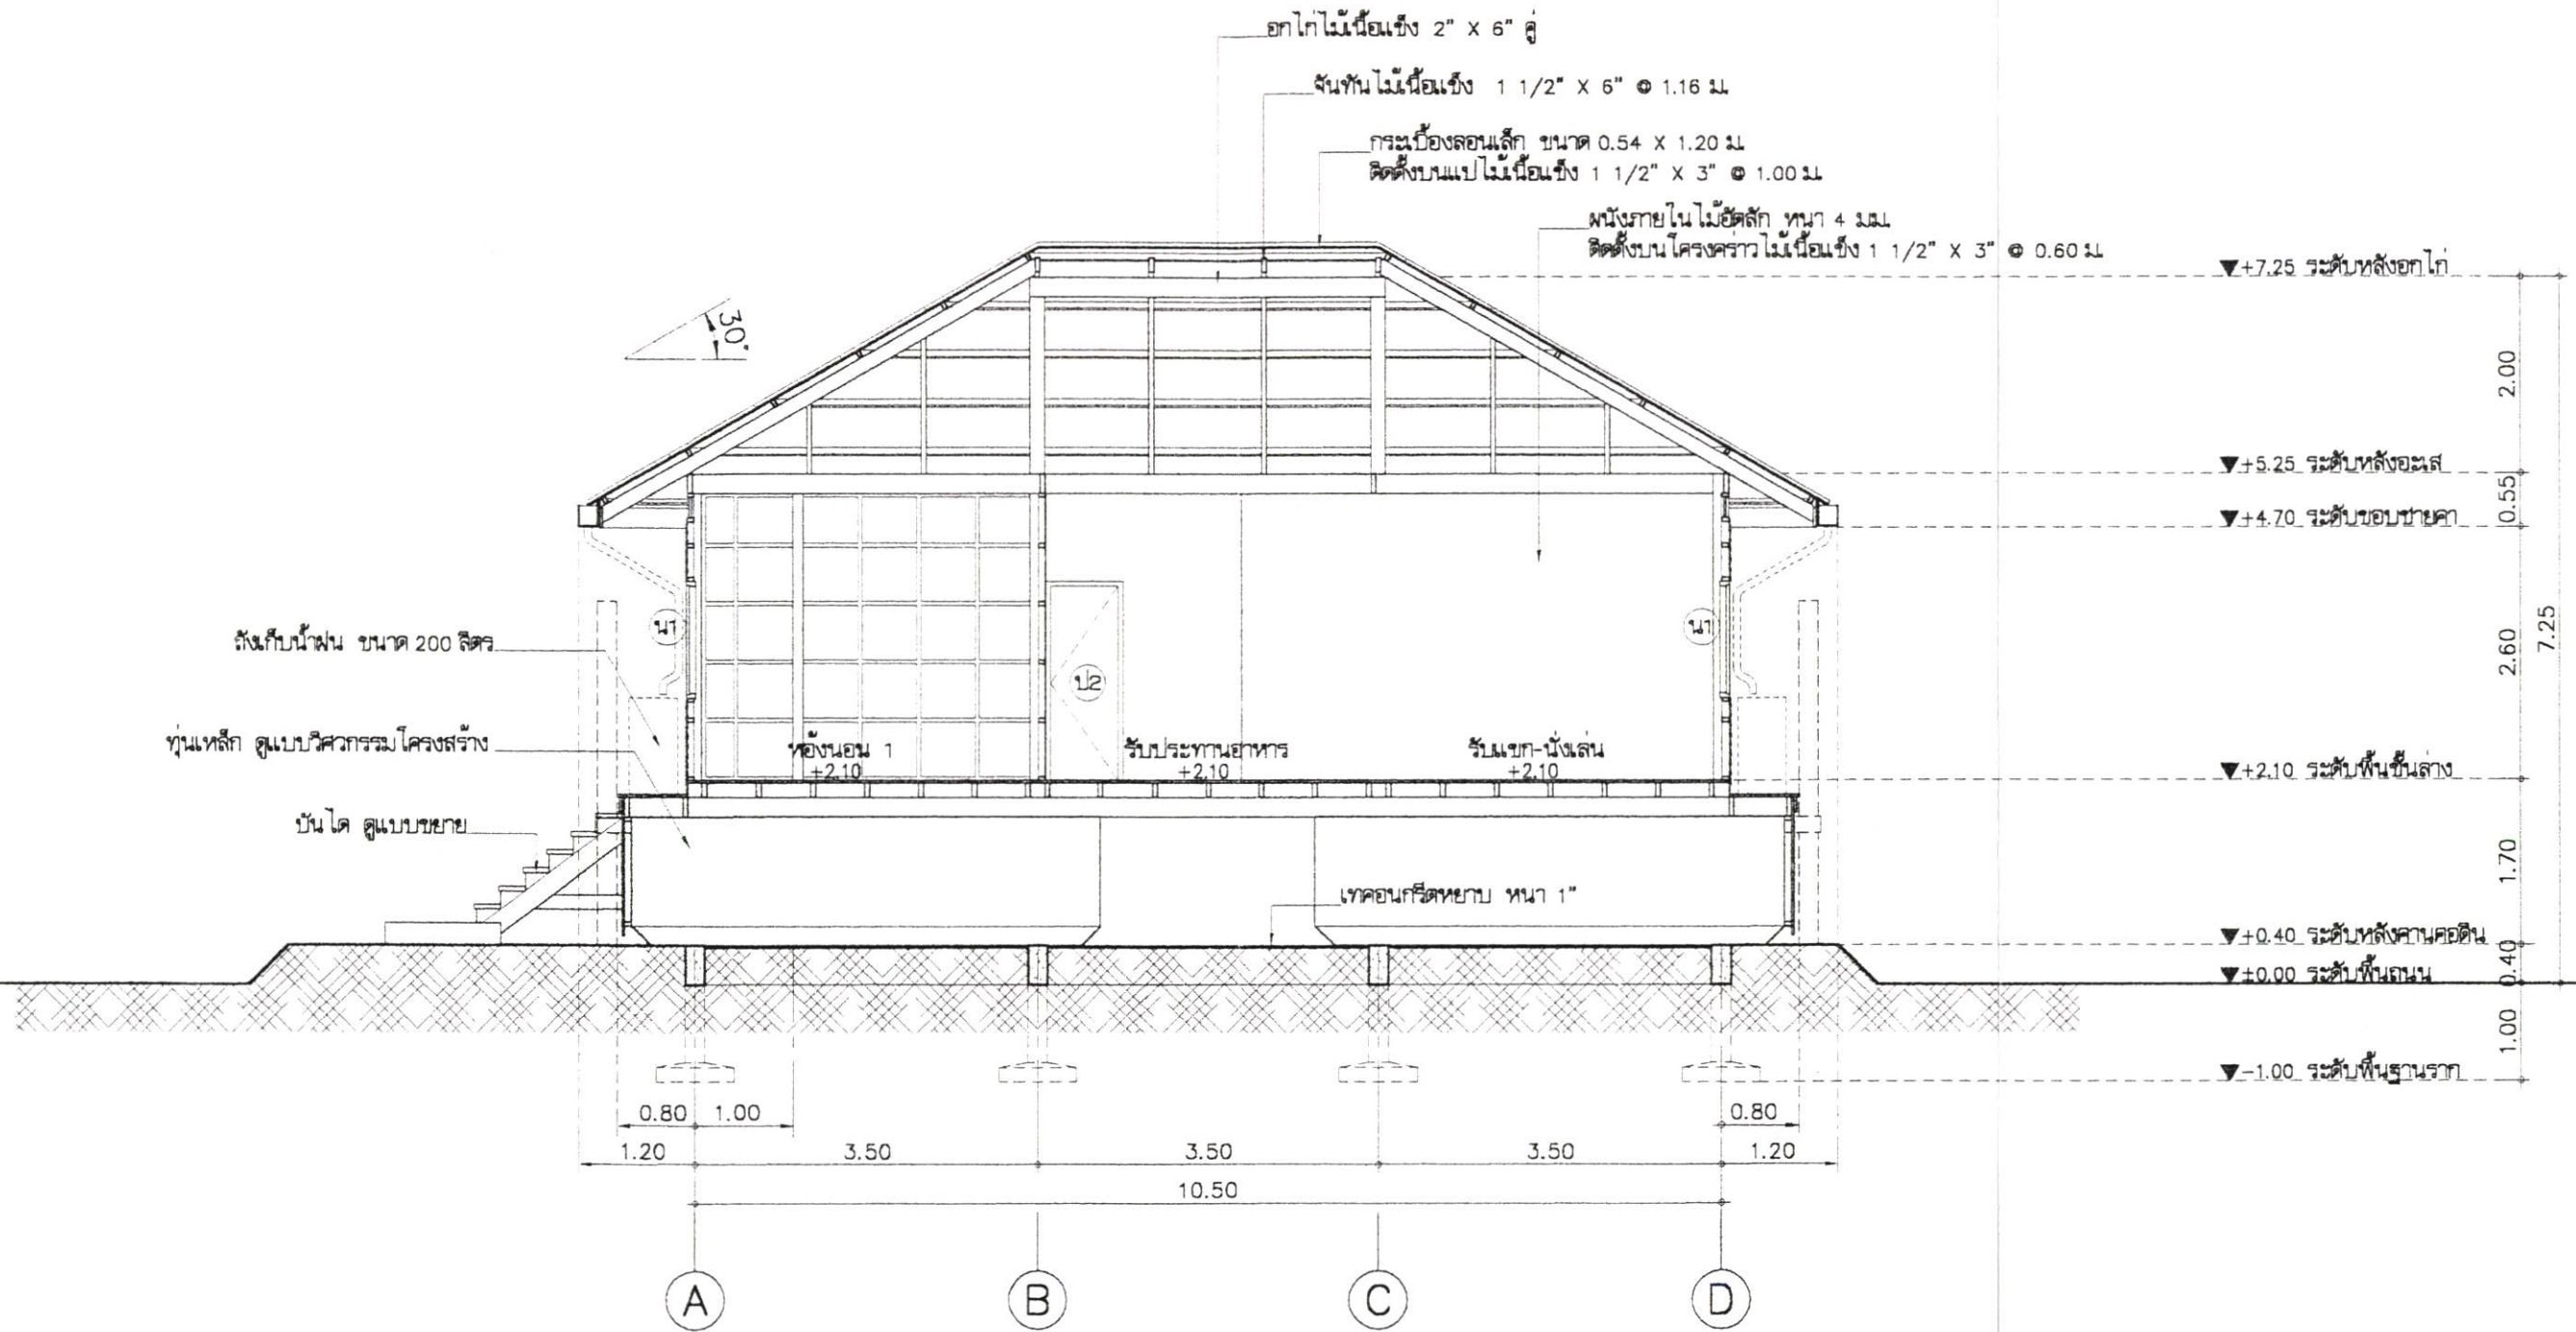 อกไก่ไม้เนื้อแข็ง 2" X 6" คู่
จันทันไม้เนื้อแข็ง 1 1/2" X 6" @ 1.16 ม.
กระเบื้องลอนเล็ก ขนาด 0.54 X 1.20 ม.
ติดตั้งบนแปไม้เนื้อแข็ง 1 1/2" X 3" @ 1.00 ม.
ผนังภายในไม้อัดสัก หนา 4 มม.
ติดตั้งบนโครงคร่าวไม้เนื้อแข็ง 1 1/2" X 3" @ 0.60 ม.
▼+7.25 ระดับหลังอกไก่
30°
2.00
▼+5.25 ระดับหลังอะเส
0.55
▼+4.70 ระดับขอบชายคา
น1
น1
7.25
ถังเก็บน้ำฝน ขนาด 200 ลิตร
2.60
ป2
ทุ่นเหล็ก ดูแบบวิศวกรรมโครงสร้าง
ห้องนอน 1
+2.10
รับประทานอาหาร
+2.10
รับแขก-นั่งเล่น
+2.10
▼+2.10 ระดับพื้นชั้นล่าง
บันได ดูแบบขยาย
1.70
เทคอนกรีตหยาบ หนา 1"
▼+0.40 ระดับหลังคานคอดิน
0.40
▼±0.00 ระดับพื้นถนน
1.00
▼-1.00 ระดับพื้นฐานราก
0.80 1.00 0.80
1.20 3.50 3.50 3.50 1.20
10.50
A B C D